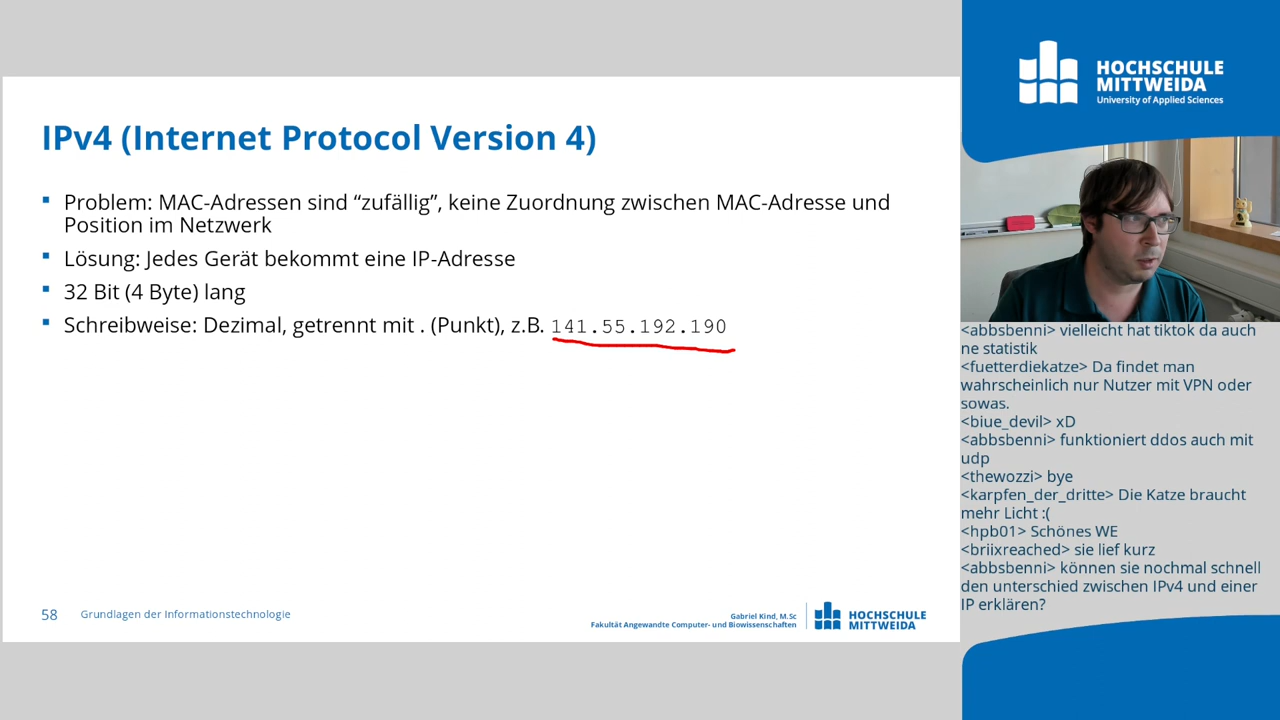 IPv4 (Internet Protocol Version 4)
Problem: MAC-Adressen sind “zufällig”, keine Zuordnung zwischen MAC-Adresse und
Position im Netzwerk
Lösung: Jedes Gerät bekommt eine IP-Adresse
32 Bit (4 Byte) lang
Schreibweise: Dezimal, getrennt mit . (Punkt), z.B. 141.55.192.190
58
Grundlagen der Informationstechnologie
Gabriel Kind, M.Sc
Fakultät Angewandte Computer- und Biowissenschaften
HOCHSCHULE
MITTWEIDA
HOCHSCHULE
MITTWEIDA
University of Applied Sciences
<abbsbenni> vielleicht hat tiktok da auch
ne statistik
<fuetterdiekatze> Da findet man
wahrscheinlich nur Nutzer mit VPN oder
sowas.
<biue_devil> xD
<abbsbenni> funktioniert ddos auch mit
udp
<thewozzi> bye
<karpfen_der_dritte> Die Katze braucht
mehr Licht :(
<hpb01> Schönes WE
<briixreached> sie lief kurz
<abbsbenni> können sie nochmal schnell
den unterschied zwischen IPv4 und einer
IP erklären?